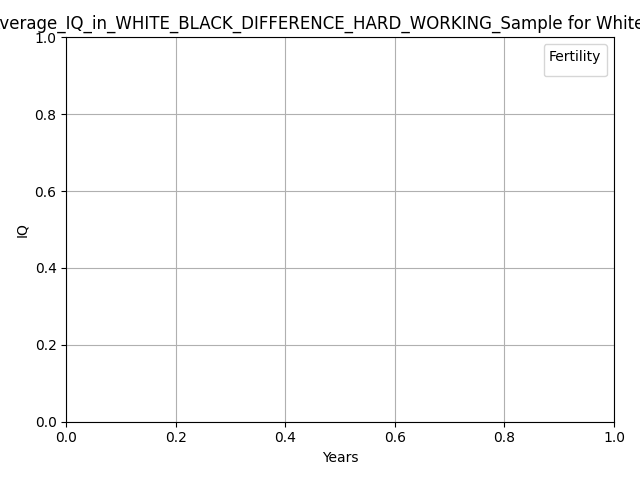 verage_IQ_in_WHITE_BLACK_DIFFERENCE_HARD_WORKING_Sample for White
1.0
Fertility
0.8
0.6
IQ
0.4
0.2
0.0
0.0 0.2 0.4 0.6 0.8 1.0
Years